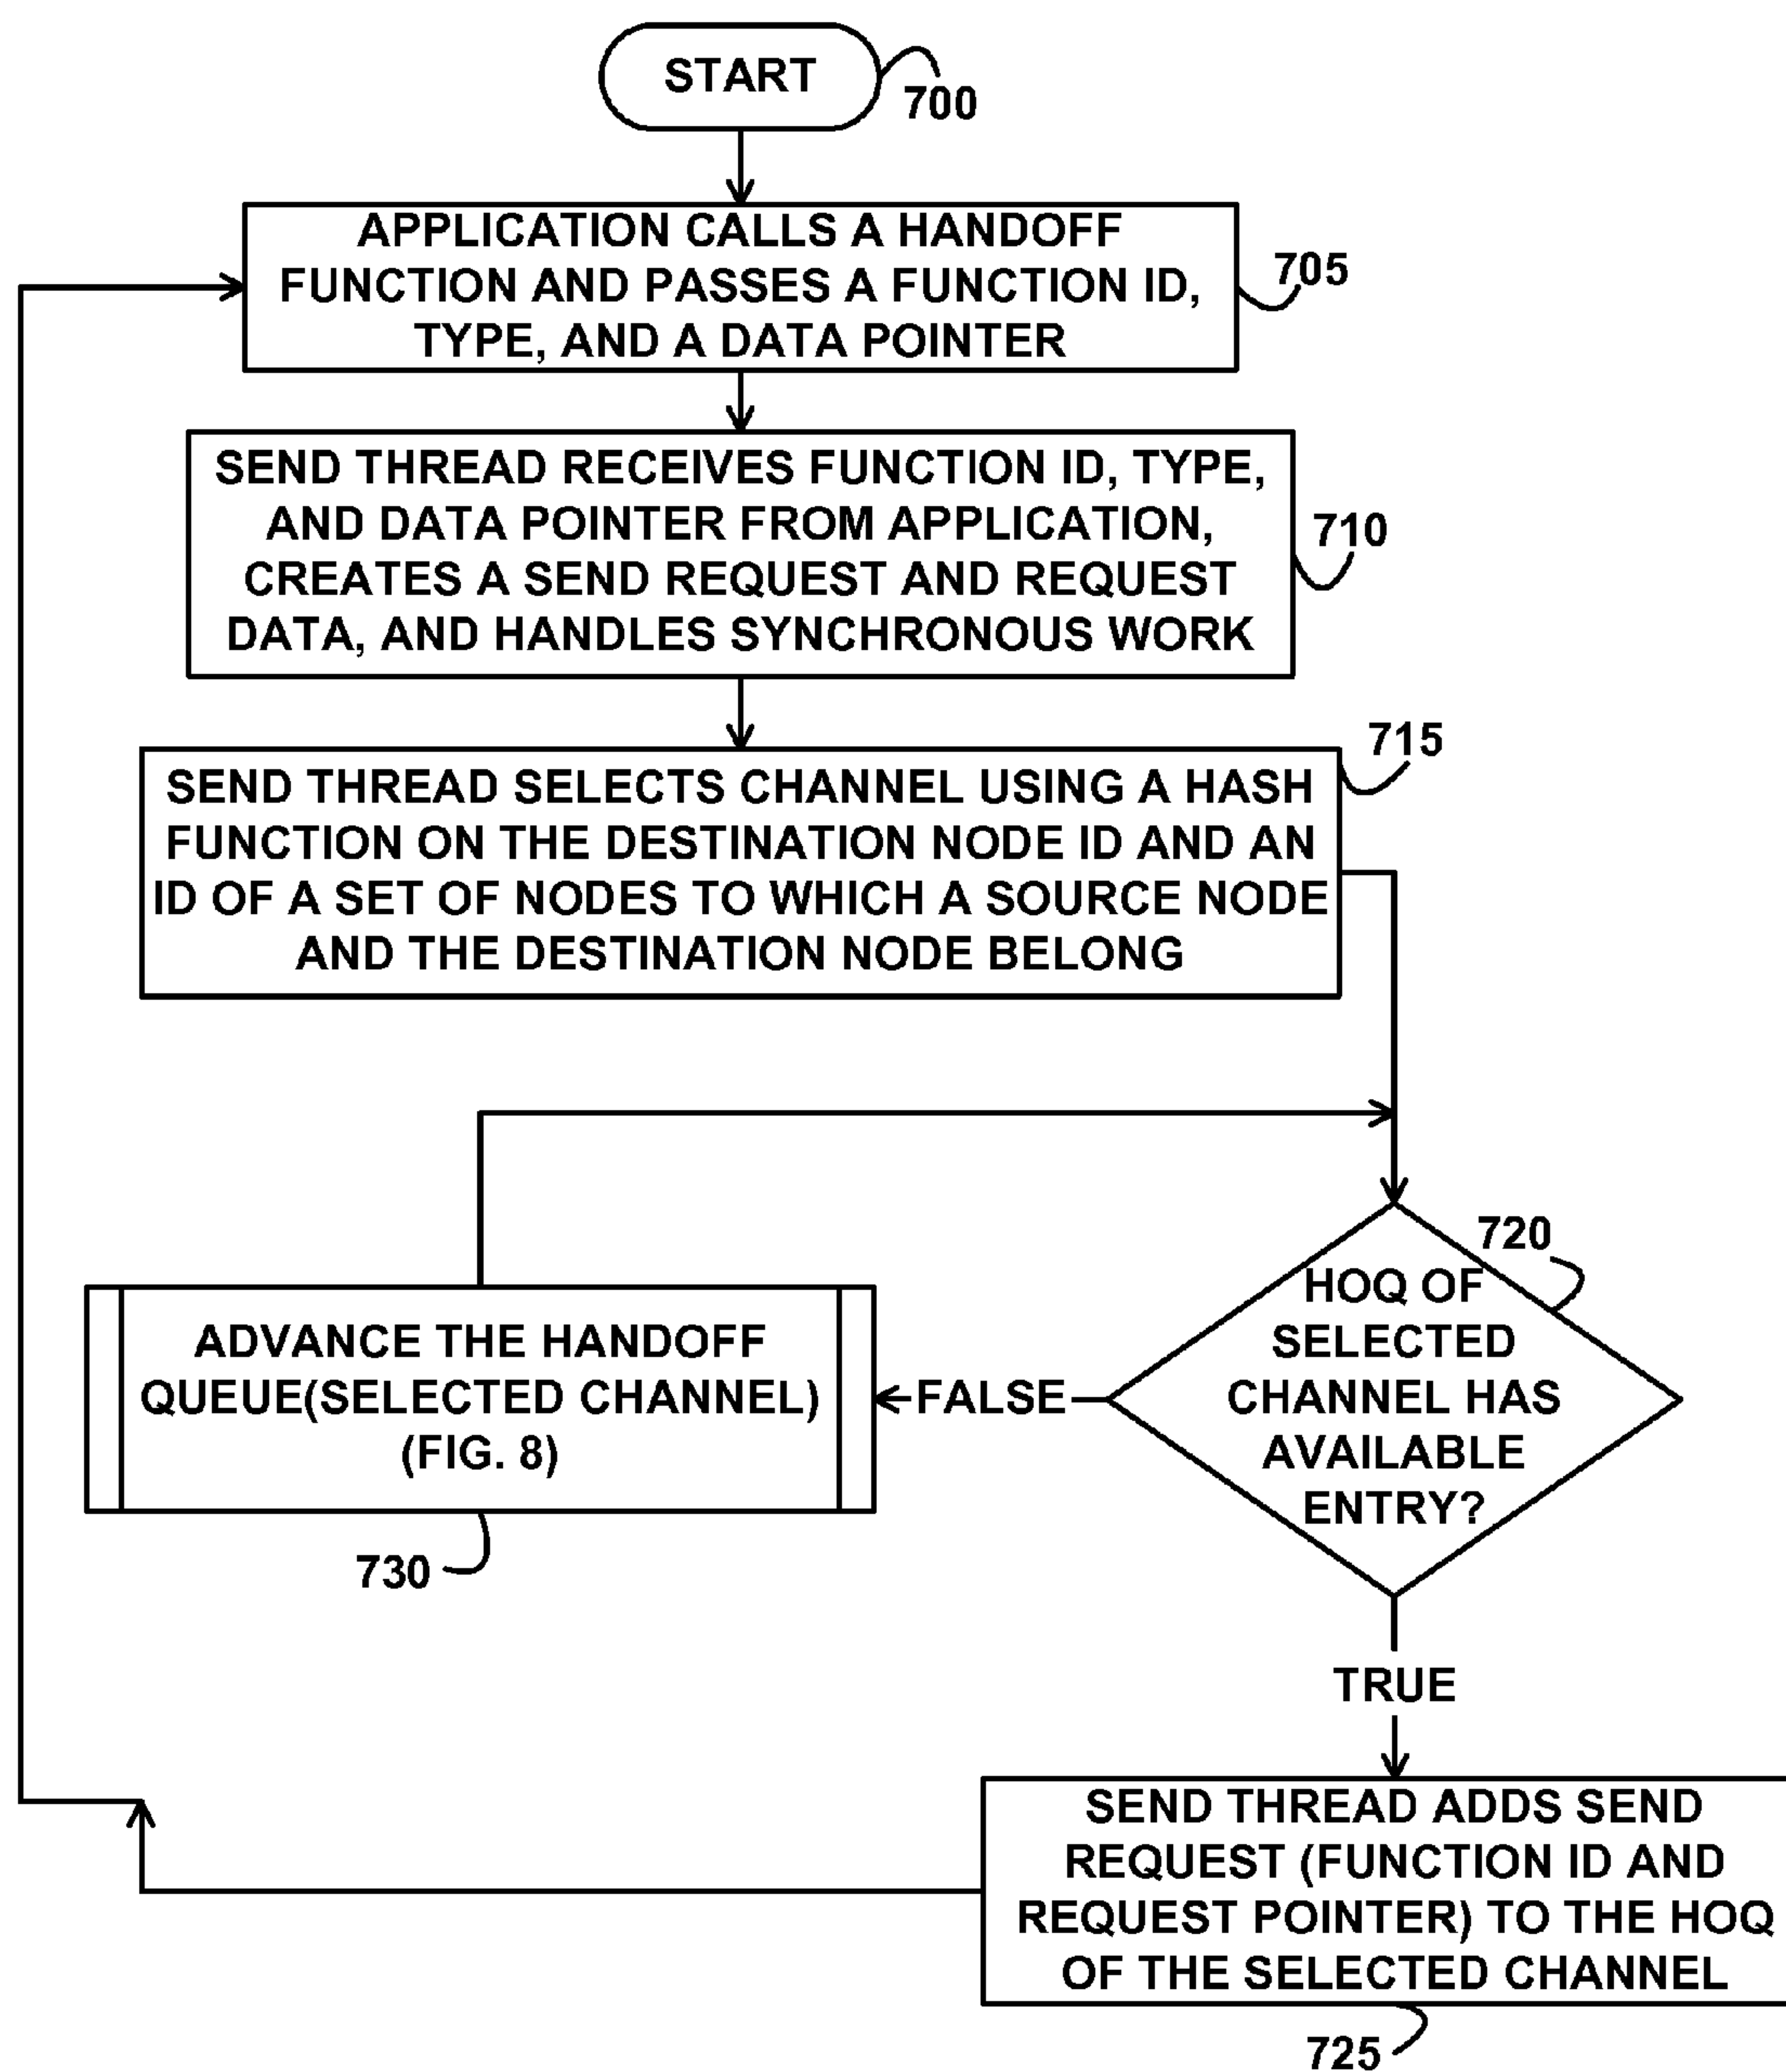 START
700
APPLICATION CALLS A HANDOFF
FUNCTION AND PASSES A FUNCTION ID,
TYPE, AND A DATA POINTER
705
SEND THREAD RECEIVES FUNCTION ID, TYPE,
AND DATA POINTER FROM APPLICATION,
CREATES A SEND REQUEST AND REQUEST
DATA, AND HANDLES SYNCHRONOUS WORK
710
715
SEND THREAD SELECTS CHANNEL USING A HASH
FUNCTION ON THE DESTINATION NODE ID AND AN
ID OF A SET OF NODES TO WHICH A SOURCE NODE
AND THE DESTINATION NODE BELONG
720
HOQ OF
SELECTED
CHANNEL HAS
AVAILABLE
ENTRY?
FALSE
ADVANCE THE HANDOFF
QUEUE(SELECTED CHANNEL)
(FIG. 8)
730
TRUE
SEND THREAD ADDS SEND
REQUEST (FUNCTION ID AND
REQUEST POINTER) TO THE HOQ
OF THE SELECTED CHANNEL
725